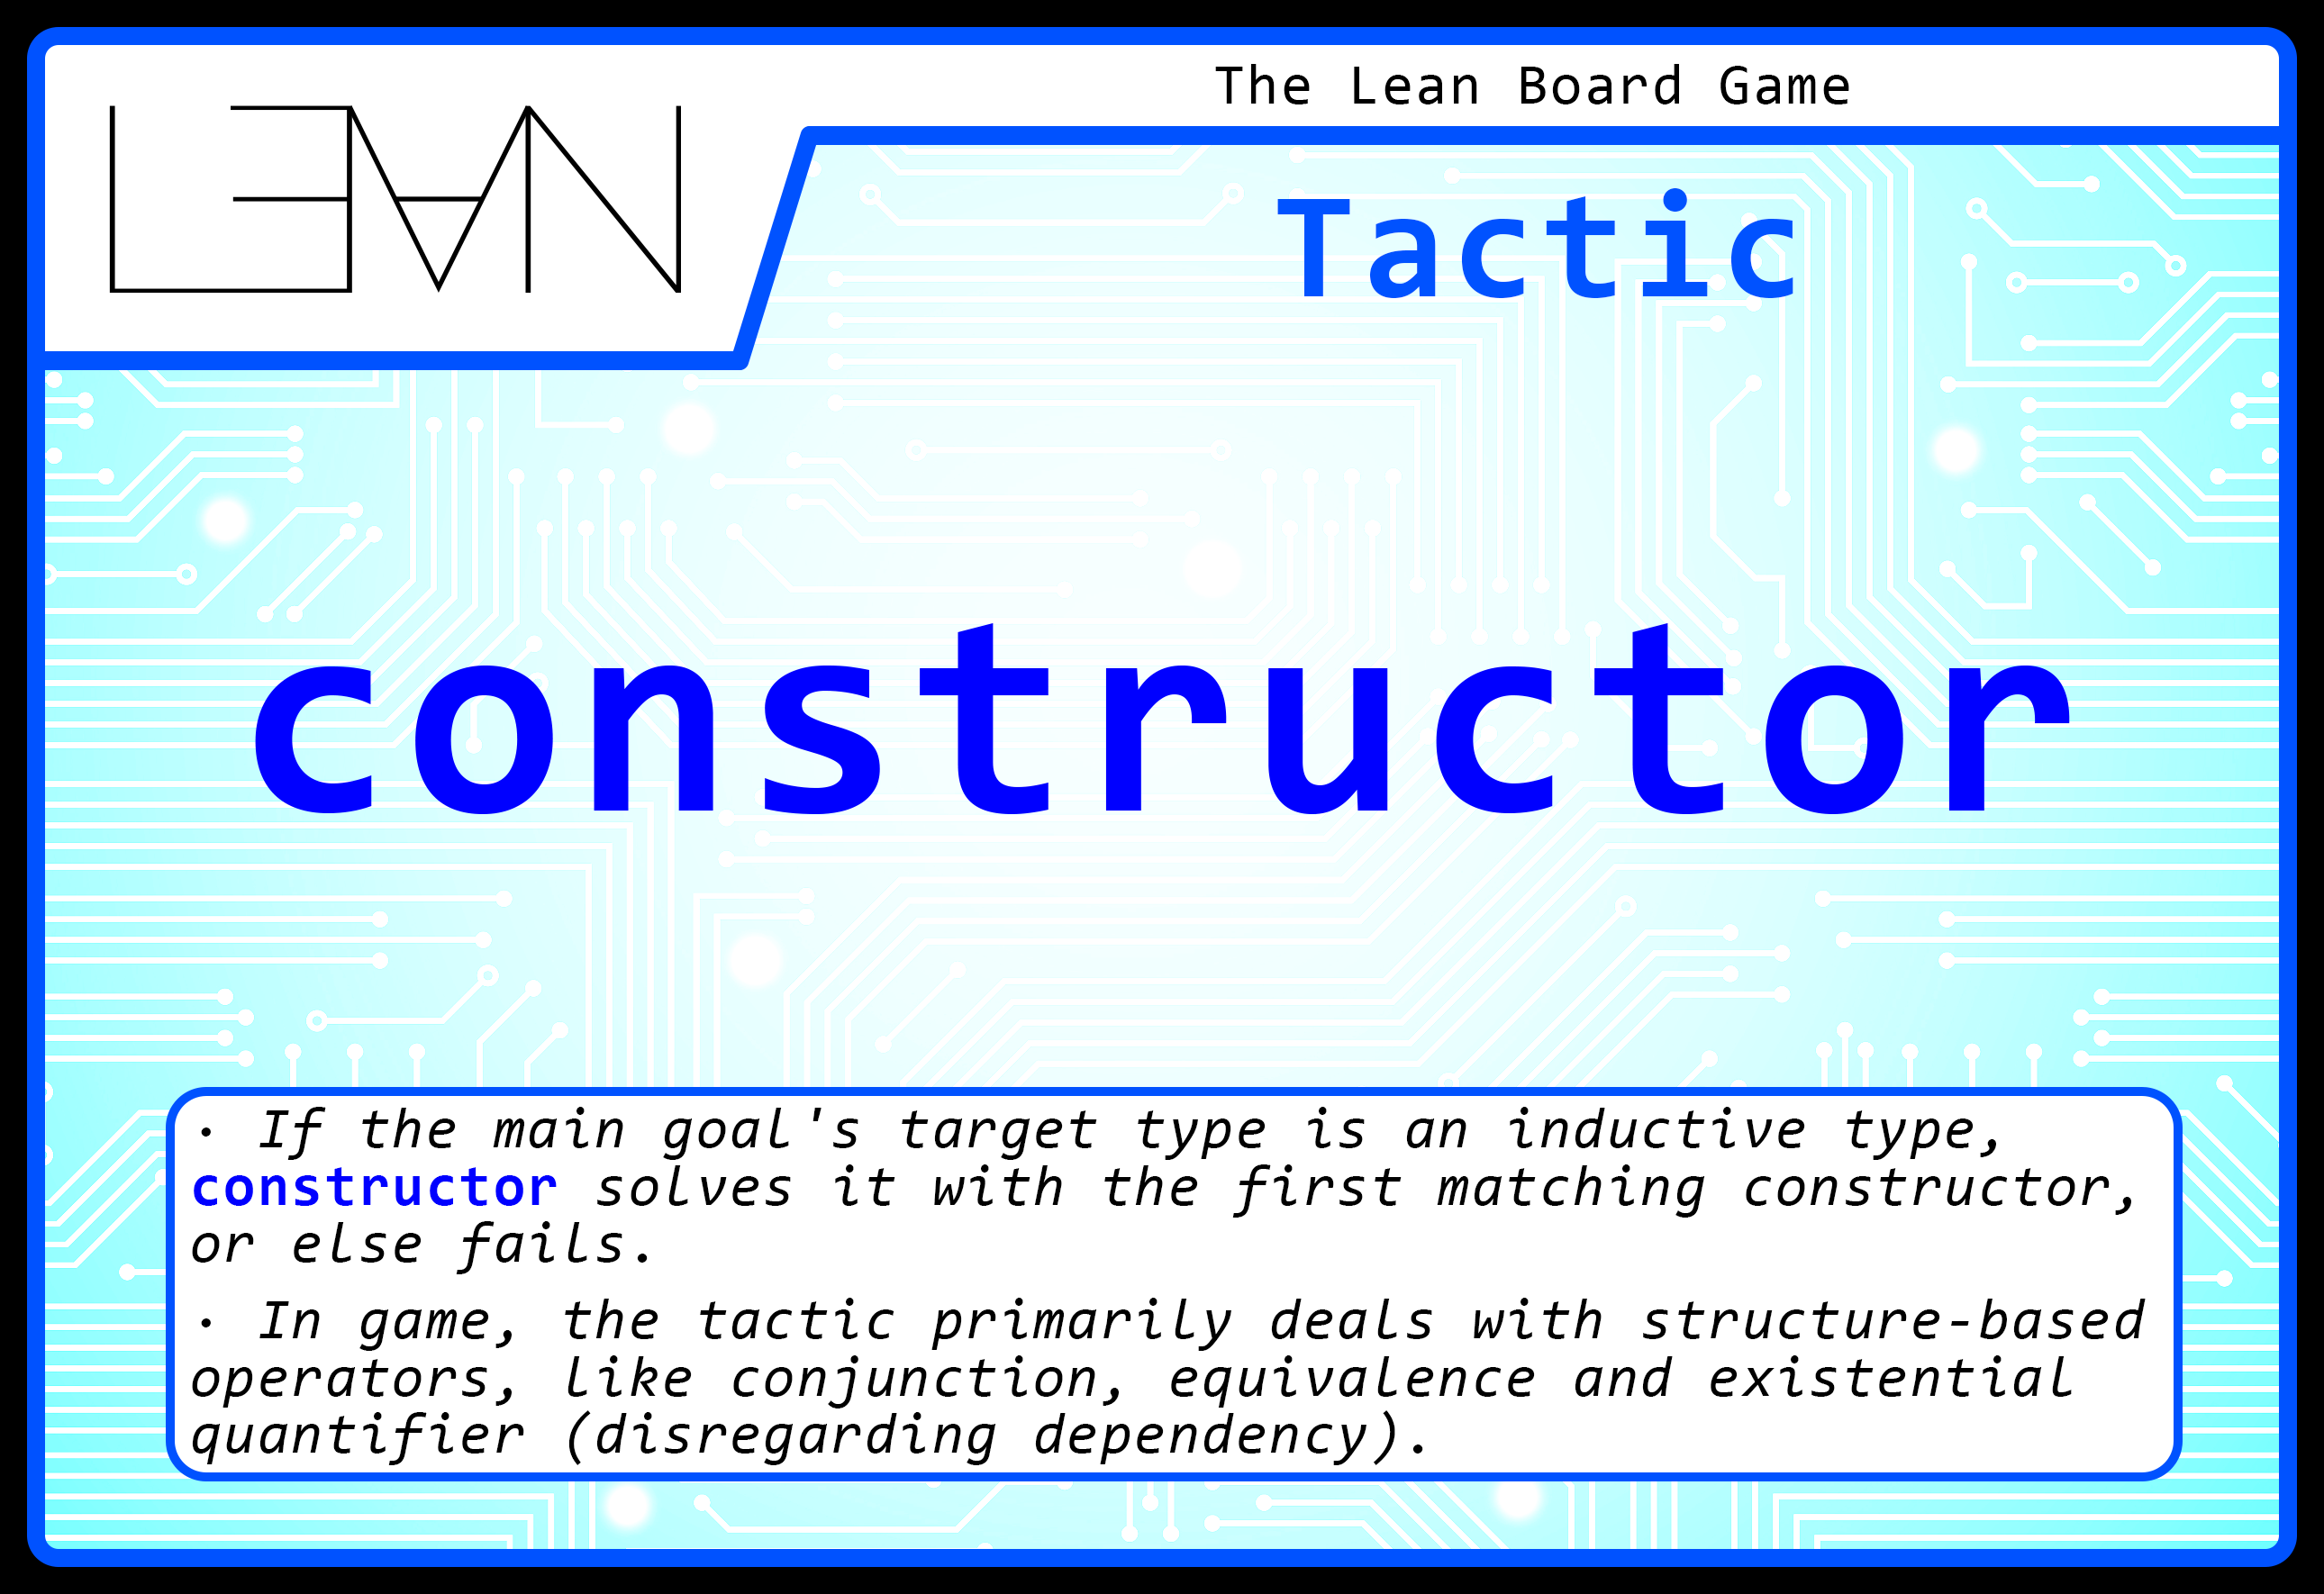 L∃∀N
The Lean Board Game
Tactic
constructor
· If the main goal's target type is an inductive type,
constructor solves it with the first matching constructor,
or else fails.
· In game, the tactic primarily deals with structure-based
operators, like conjunction, equivalence and existential
quantifier (disregarding dependency).